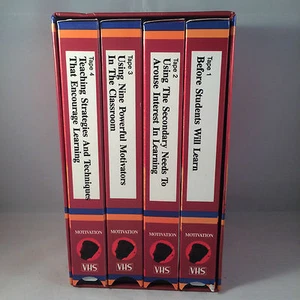 Tape 4
Teaching Strategies And Techniques
That Encourage Learning
MOTIVATION
VHS
Tape 3
Using Nine Powerful Motivators
In The Classroom
MOTIVATION
VHS
Tape 2
Using The Secondary Needs To
Arouse Interest In Learning
MOTIVATION
VHS
Tape 1
Before Students Will Learn
MOTIVATION
VHS